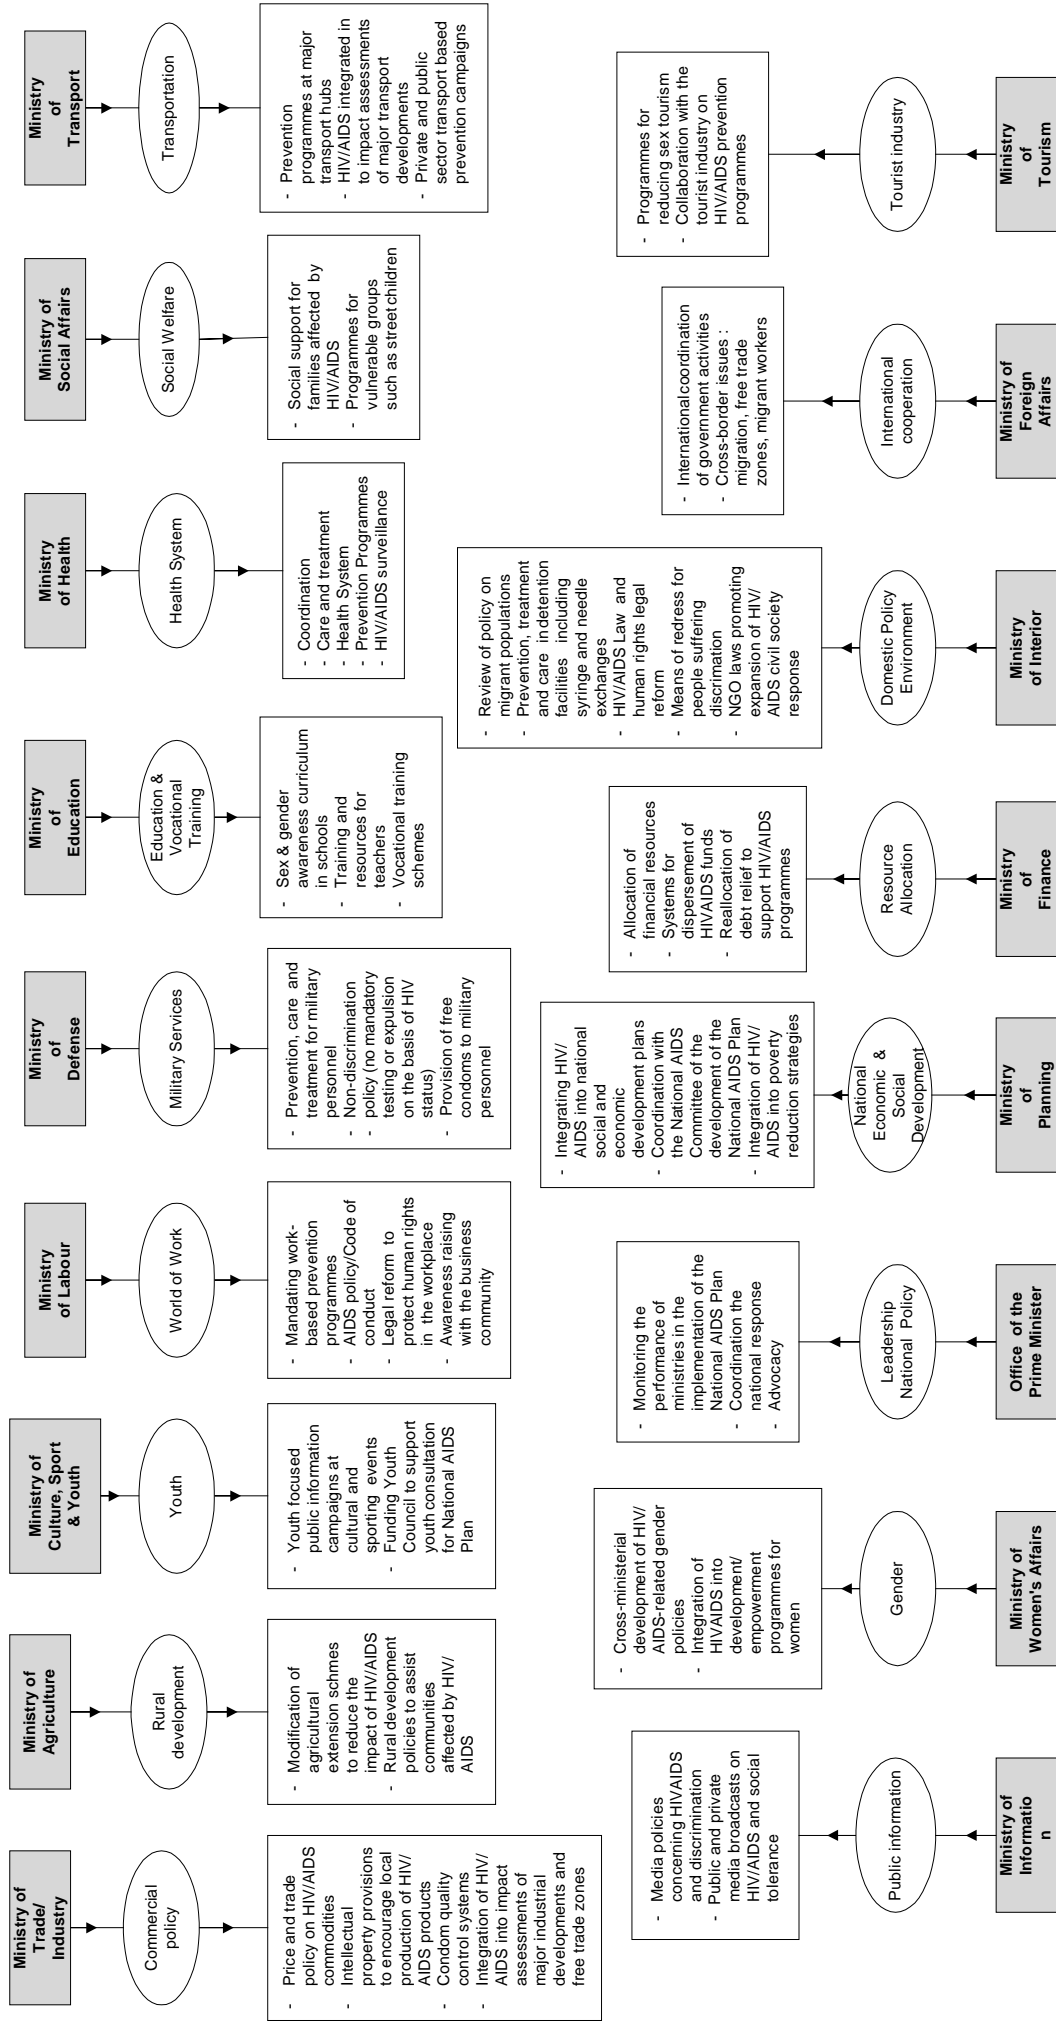 Ministry of
Trade/
Industry
Commercial
policy
- Price and trade
policy on HIV/AIDS
commodities
- Intellectual
property provisions
to encourage local
production of HIV/
AIDS products
- Condom quality
control systems
- Integration of HIV/
AIDS into impact
assessments of
major industrial
developments and
free trade zones
Ministry of
Agriculture
Rural
development
- Modification of
agricultural
extension schmes
to reduce the
impact of HIV/AIDS
- Rural development
policies to assist
communities
affected by HIV/
AIDS
Ministry of
Culture, Sport
& Youth
Youth
- Youth focused
public information
campaigns at
cultural and
sporting events
- Funding Youth
Council to support
youth consultation
for National AIDS
Plan
Ministry
of Labour
World of Work
- Mandating work-
based prevention
programmes
- AIDS policy/Code of
conduct
- Legal reform to
protect human rights
in the workplace
- Awareness raising
with the business
community
Ministry
of
Defense
Military Services
- Prevention, care and
treatment for military
personnel
- Non-discrimination
policy (no mandatory
testing or expulsion
on the basis of HIV
status)
- Provision of free
condoms to military
personnel
Ministry
of
Education
Education &
Vocational
Training
- Sex & gender
awareness curriculum
in schools
- Training and
resources for
teachers
- Vocational training
schemes
Ministry
of Health
Health System
- Coordination
- Care and treatment
- Health System
- Prevention Programmes
- HIV/AIDS surveillance
Ministry of
Social Affairs
Social Welfare
- Social support for
families affected by
HIV/AIDS
- Programmes for
vulnerable groups
such as street children
Ministry
of
Transport
Transportation
- Prevention
programmes at major
transport hubs
- HIV/AIDS integrated in
to impact assessments
of major transport
developments
- Private and public
sector transport based
prevention campaigns
- Media policies
concerning HIV/AIDS
and discrimination
- Public and private
media broadcasts on
HIV/AIDS and social
tolerance
Public information
Ministry of
Informatio
n
- Cross-ministerial
development of HIV/
AIDS-related gender
policies
- Integration of
HIVAIDS into
development/
empowerment
programmes for
women
Gender
Ministry of
Women's Affairs
- Monitoring the
performance of
ministries in the
implementation of the
National AIDS Plan
- Coordination the
national response
- Advocacy
Leadership
National Policy
Office of the
Prime Minister
- Integrating HIV/
AIDS into national
social and
economic
development plans
- Coordination with
the National AIDS
Committee of the
development of the
National AIDS Plan
- Integration of HIV/
AIDS into poverty
reduction strategies
National
Economic &
Social
Development
Ministry
of
Planning
- Allocation of
financial resources
- Systems for
dispersement of
HIVAIDS funds
- Reallocation of
debt relief to
support HIV/AIDS
programmes
Resource
Allocation
Ministry
of
Finance
- Review of policy on
migrant populations
- Prevention, treatment
and care in detention
facilities including
syringe and needle
exchanges
- HIV/AIDS Law and
human rights legal
reform
- Means of redress for
people suffering
discrimation
- NGO laws promoting
expansion of HIV/
AIDS civil society
response
Domestic Policy
Environment
Ministry
of Interior
- International coordination
of government activities
- Cross-border issues :
migration, free trade
zones, migrant workers
International
cooperation
Ministry of
Foreign
Affairs
- Programmes for
reducing sex tourism
- Collaboration with the
tourist industry on
HIV/AIDS prevention
programmes
Tourist industry
Ministry
of
Tourism